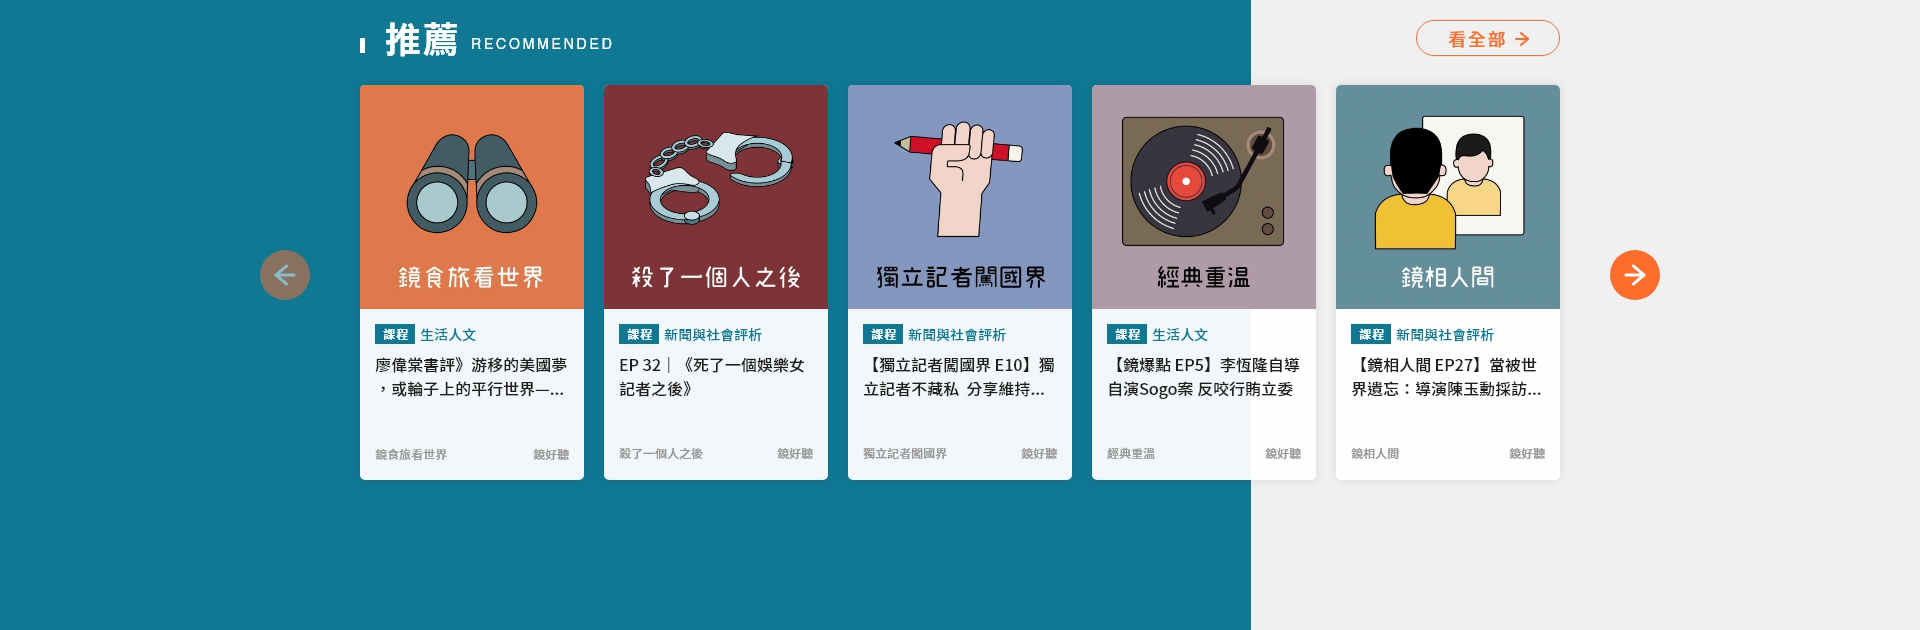 推薦 RECOMMENDED
看全部
鏡食旅看世界
課程 生活人文
廖偉棠書評》游移的美國夢
，或輪子上的平行世界—...
鏡食旅看世界 鏡好聽
殺了一個人之後
課程 新聞與社會評析
EP 32｜《死了一個娛樂女
記者之後》
殺了一個人之後 鏡好聽
獨立記者闖國界
課程 新聞與社會評析
【獨立記者闖國界 E10】獨
立記者不藏私 分享維持...
獨立記者闖國界 鏡好聽
經典重温
課程 生活人文
【鏡爆點 EP5】李恆隆自導
自演Sogo案 反咬行賄立委
經典重溫 鏡好聽
鏡相人間
課程 新聞與社會評析
【鏡相人間 EP27】當被世
界遺忘：導演陳玉勳採訪...
鏡相人間 鏡好聽